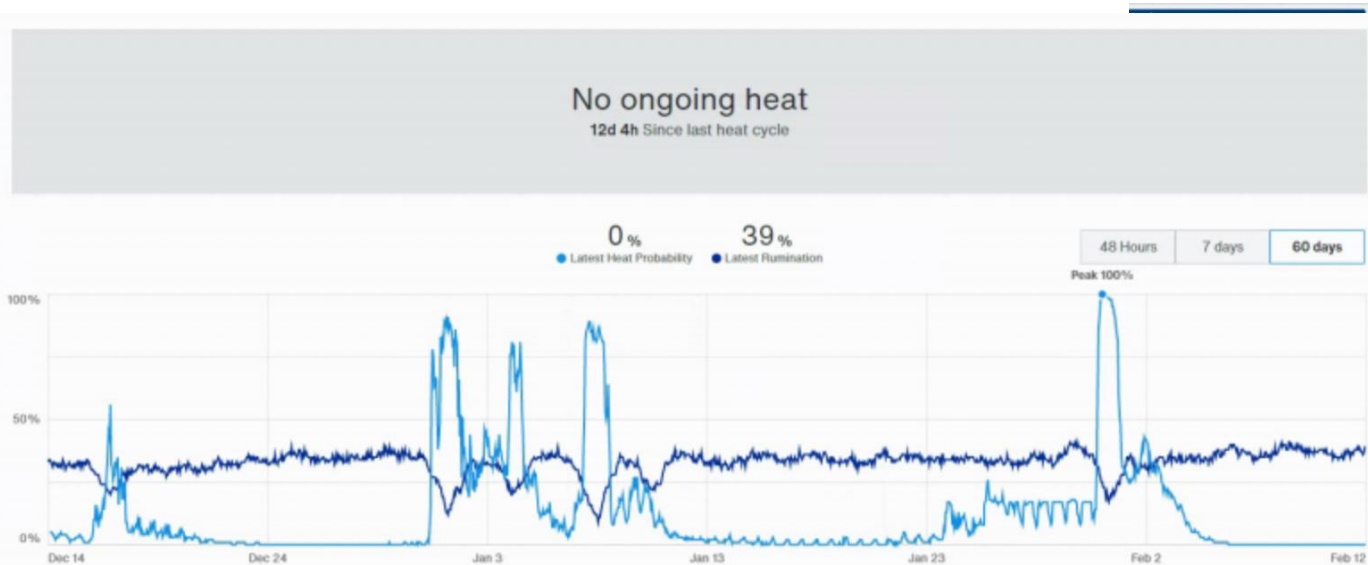 No ongoing heat
12d 4h Since last heat cycle
0% 39%
Latest Heat Probability Latest Rumination
48 Hours 7 days 60 days
Peak 100%
100%
50%
0%
Dec 14 Dec 24 Jan 3 Jan 13 Jan 23 Feb 2 Feb 12